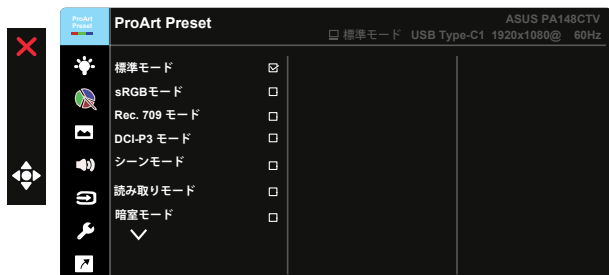 ProArt
Preset
ProArt Preset
ASUS PA148CTV
標準モード USB Type-C1 1920x1080@ 60Hz
標準モード
sRGBモード
Rec. 709 モード
DCI-P3 モード
シーンモード
読み取りモード
暗室モード